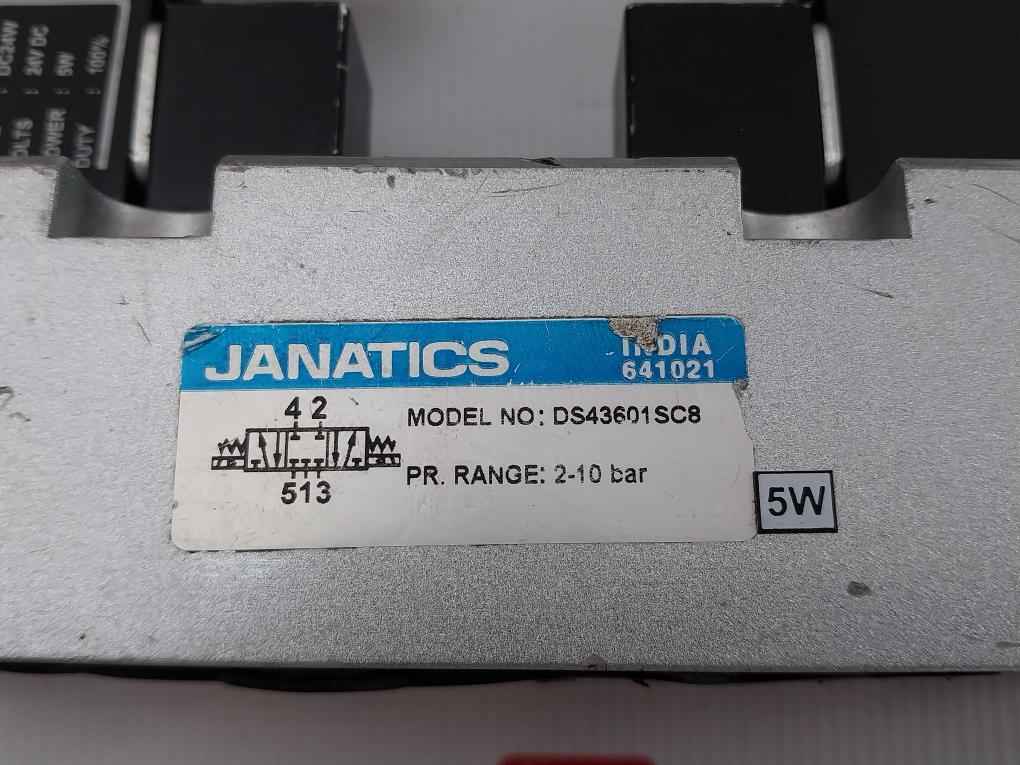 DC24W
: 24V DC
: 5W
DUTY : 100%
JANATICS
INDIA
641021
4 2
513
MODEL NO: DS43601SC8
PR. RANGE: 2-10 bar
5W